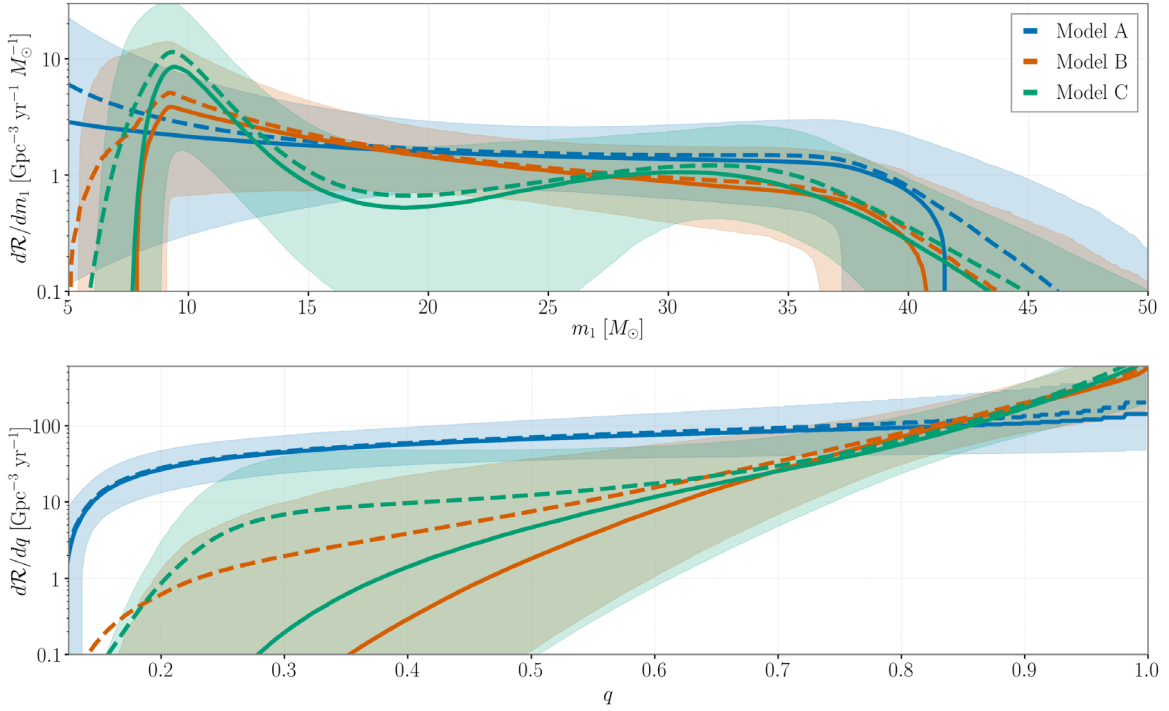 Model A
Model B
Model C
dR/dm₁ [Gpc⁻³ yr⁻¹ M⊙⁻¹]
10
1
0.1
5 10 15 20 25 30 35 40 45 50
m₁ [M⊙]
dR/dq [Gpc⁻³ yr⁻¹]
100
10
1
0.1
0.2 0.3 0.4 0.5 0.6 0.7 0.8 0.9 1.0
q